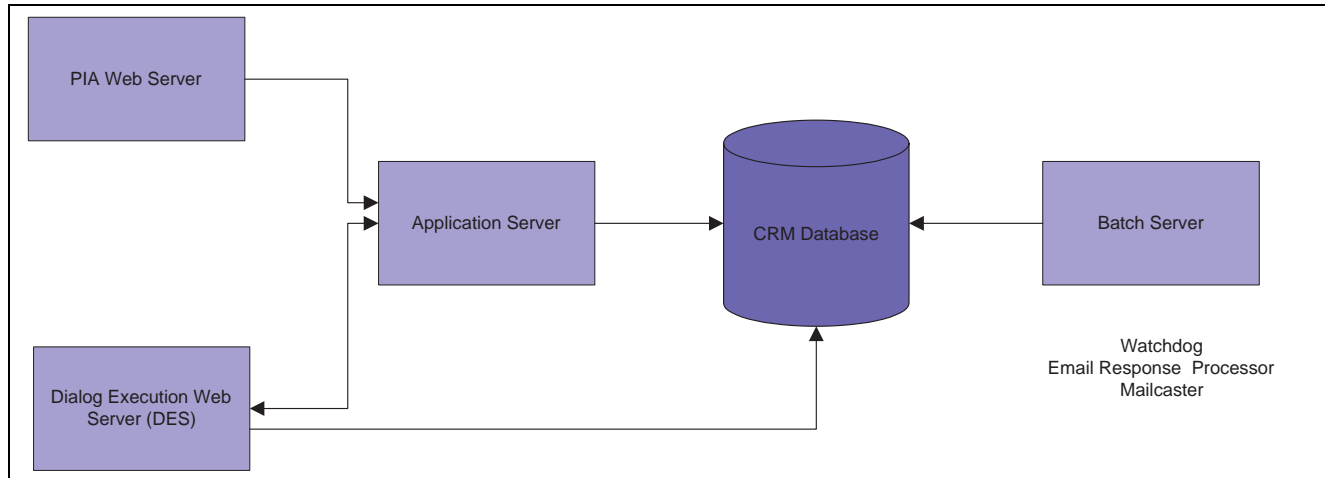 PIA Web Server
Application Server
CRM Database
Batch Server
Dialog Execution Web
Server (DES)
Watchdog
Email Response  Processor
Mailcaster